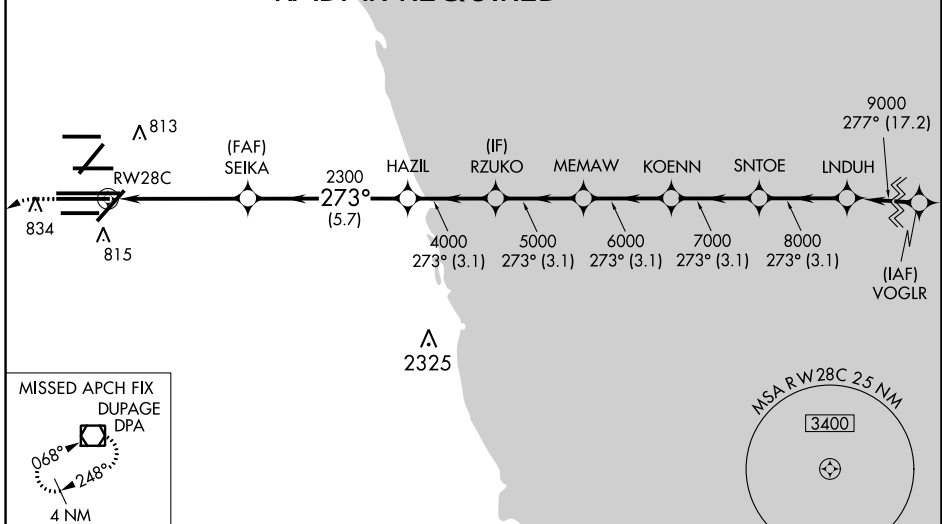 RADAR REQUIRED
9000
277° (17.2)
813
(FAF)
SEIKA
(IF)
RZUKO
HAZIL
MEMAW
KOENN
SNTOE
LNDUH
RW28C
2300
273°
(5.7)
834
815
4000
273° (3.1)
5000
273° (3.1)
6000
273° (3.1)
7000
273° (3.1)
8000
273° (3.1)
(IAF)
VOGLR
2325
MISSED APCH FIX
DUPAGE
DPA
068°
248°
4 NM
MSA RW28C 25 NM
3400